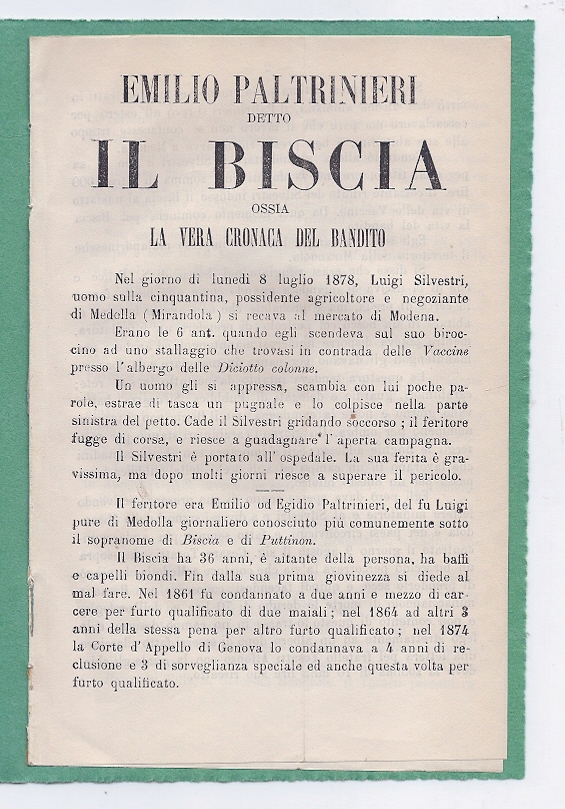 EMILIO PALTRINIERI
DETTO
IL BISCIA
OSSIA
LA VERA CRONACA DEL BANDITO
Nel giorno di lunedi 8 luglio 1878, Luigi Silvestri,
uomo sulla cinquantina, possidente agricoltore e negoziante
di Medolla (Mirandola) si recava al mercato di Modena.
Erano le 6 ant. quando egli scendeva sul suo biroc-
cino ad uno stallaggio che trovasi in contrada delle Vaccine
presso l'albergo delle Diciotto colonne.
Un uomo gli si appressa, scambia con lui poche pa-
role, estrae di tasca un pugnale e lo colpisce nella parte
sinistra del petto. Cade il Silvestri gridando soccorso; il feritore
fugge di corsa, e riesce a guadagnare l'aperta campagna.
Il Silvestri è portato all'ospedale. La sua ferita è gra-
vissima, ma dopo molti giorni riesce a superare il pericolo.
Il feritore era Emilio od Egidio Paltrinieri, del fu Luigi
pure di Medolla giornaliero conosciuto più comunemente sotto
il sopranome di Biscia e di Puttinon.
Il Biscia ha 36 anni, è aitante della persona, ha baffi
e capelli biondi. Fin dalla sua prima giovinezza si diede al
mal fare. Nel 1861 fu condannato a due anni e mezzo di car-
cere per furto qualificato di due maiali; nel 1864 ad altri 3
anni della stessa pena per altro furto qualificato; nel 1874
la Corte d'Appello di Genova lo condannava a 4 anni di re-
clusione e 3 di sorveglianza speciale ed anche questa volta per
furto qualificato.